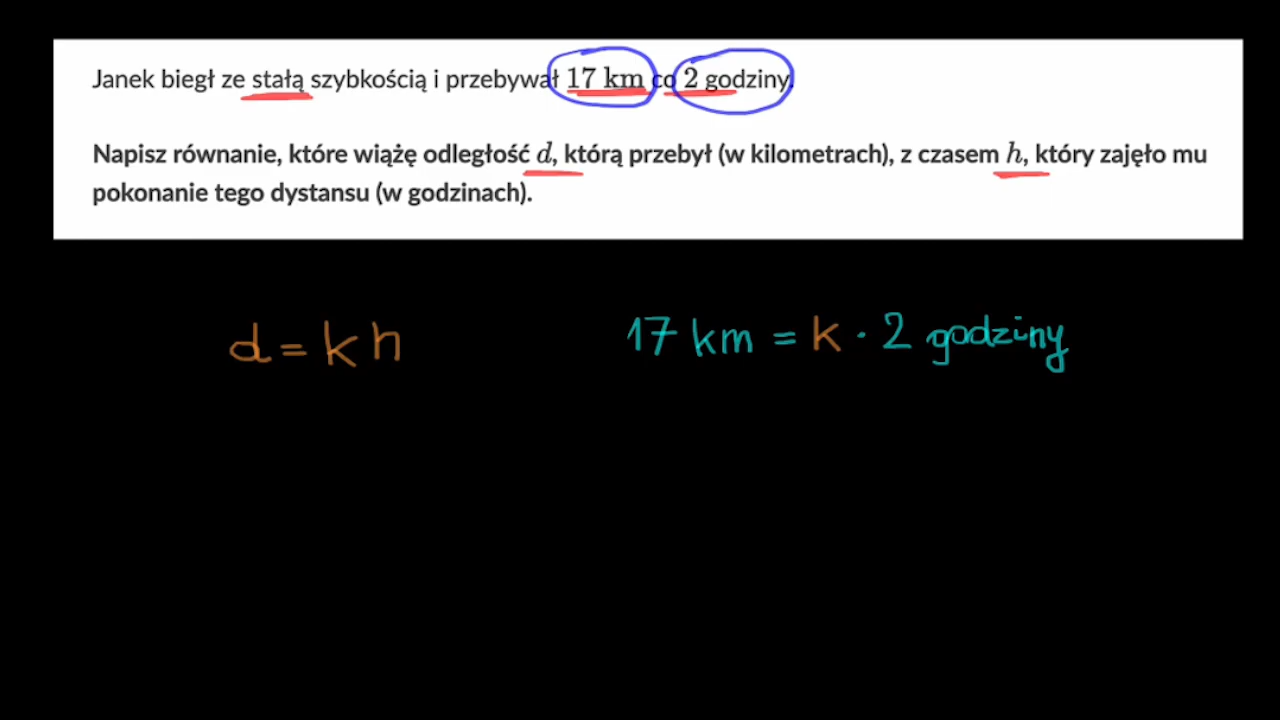 Janek biegł ze stałą szybkością i przebywał 17 km co 2 godziny.
Napisz równanie, które wiążę odległość d, którą przebył (w kilometrach), z czasem h, który zajęło mu
pokonanie tego dystansu (w godzinach).
d = k h
17 km = k · 2 godziny